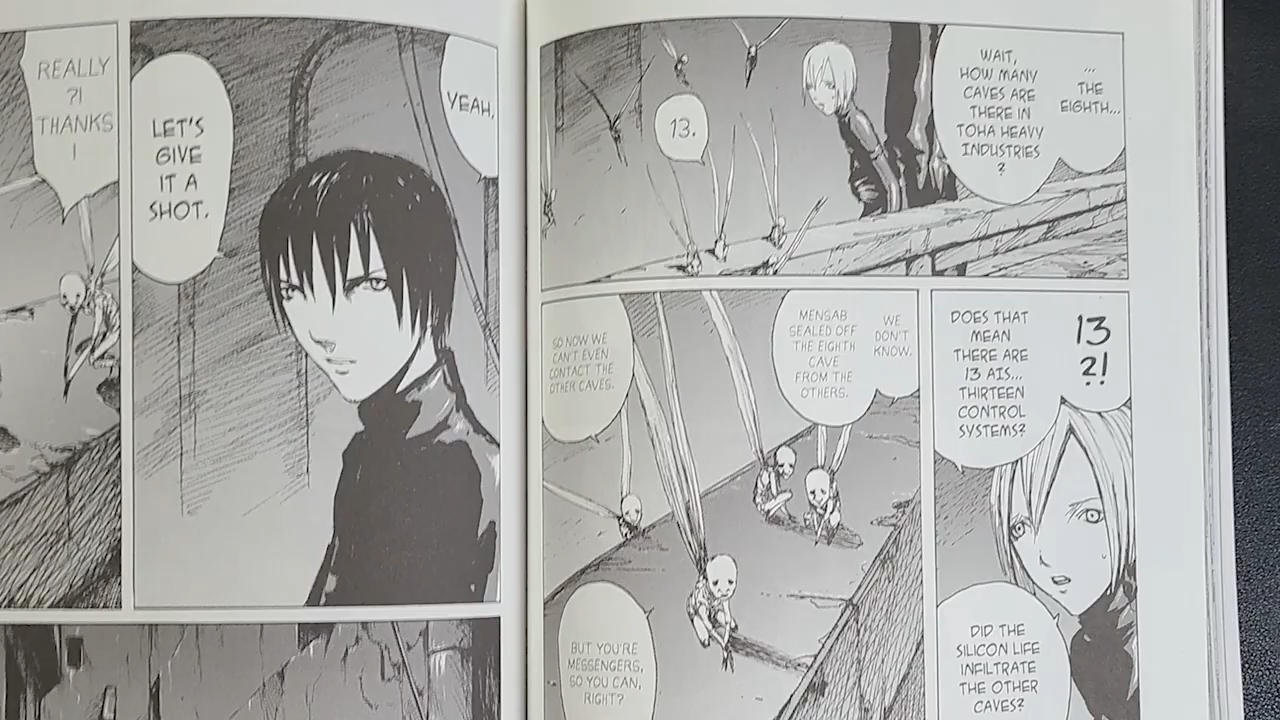 ...
THE
EIGHTH...
WAIT,
HOW MANY
CAVES ARE
THERE IN
TOHA HEAVY
INDUSTRIES
?
13.
13
?!
DOES THAT
MEAN
THERE ARE
13 AIS...
THIRTEEN
CONTROL
SYSTEMS?
DID THE
SILICON LIFE
INFILTRATE
THE OTHER
CAVES?
WE
DON'T
KNOW.
MENSAB
SEALED OFF
THE EIGHTH
CAVE
FROM THE
OTHERS.
SO NOW WE
CAN'T EVEN
CONTACT THE
OTHER CAVES.
BUT YOU'RE
MESSENGERS,
SO YOU CAN,
RIGHT?
YEAH,
LET'S
GIVE
IT A
SHOT.
REALLY
?!
THANKS
!